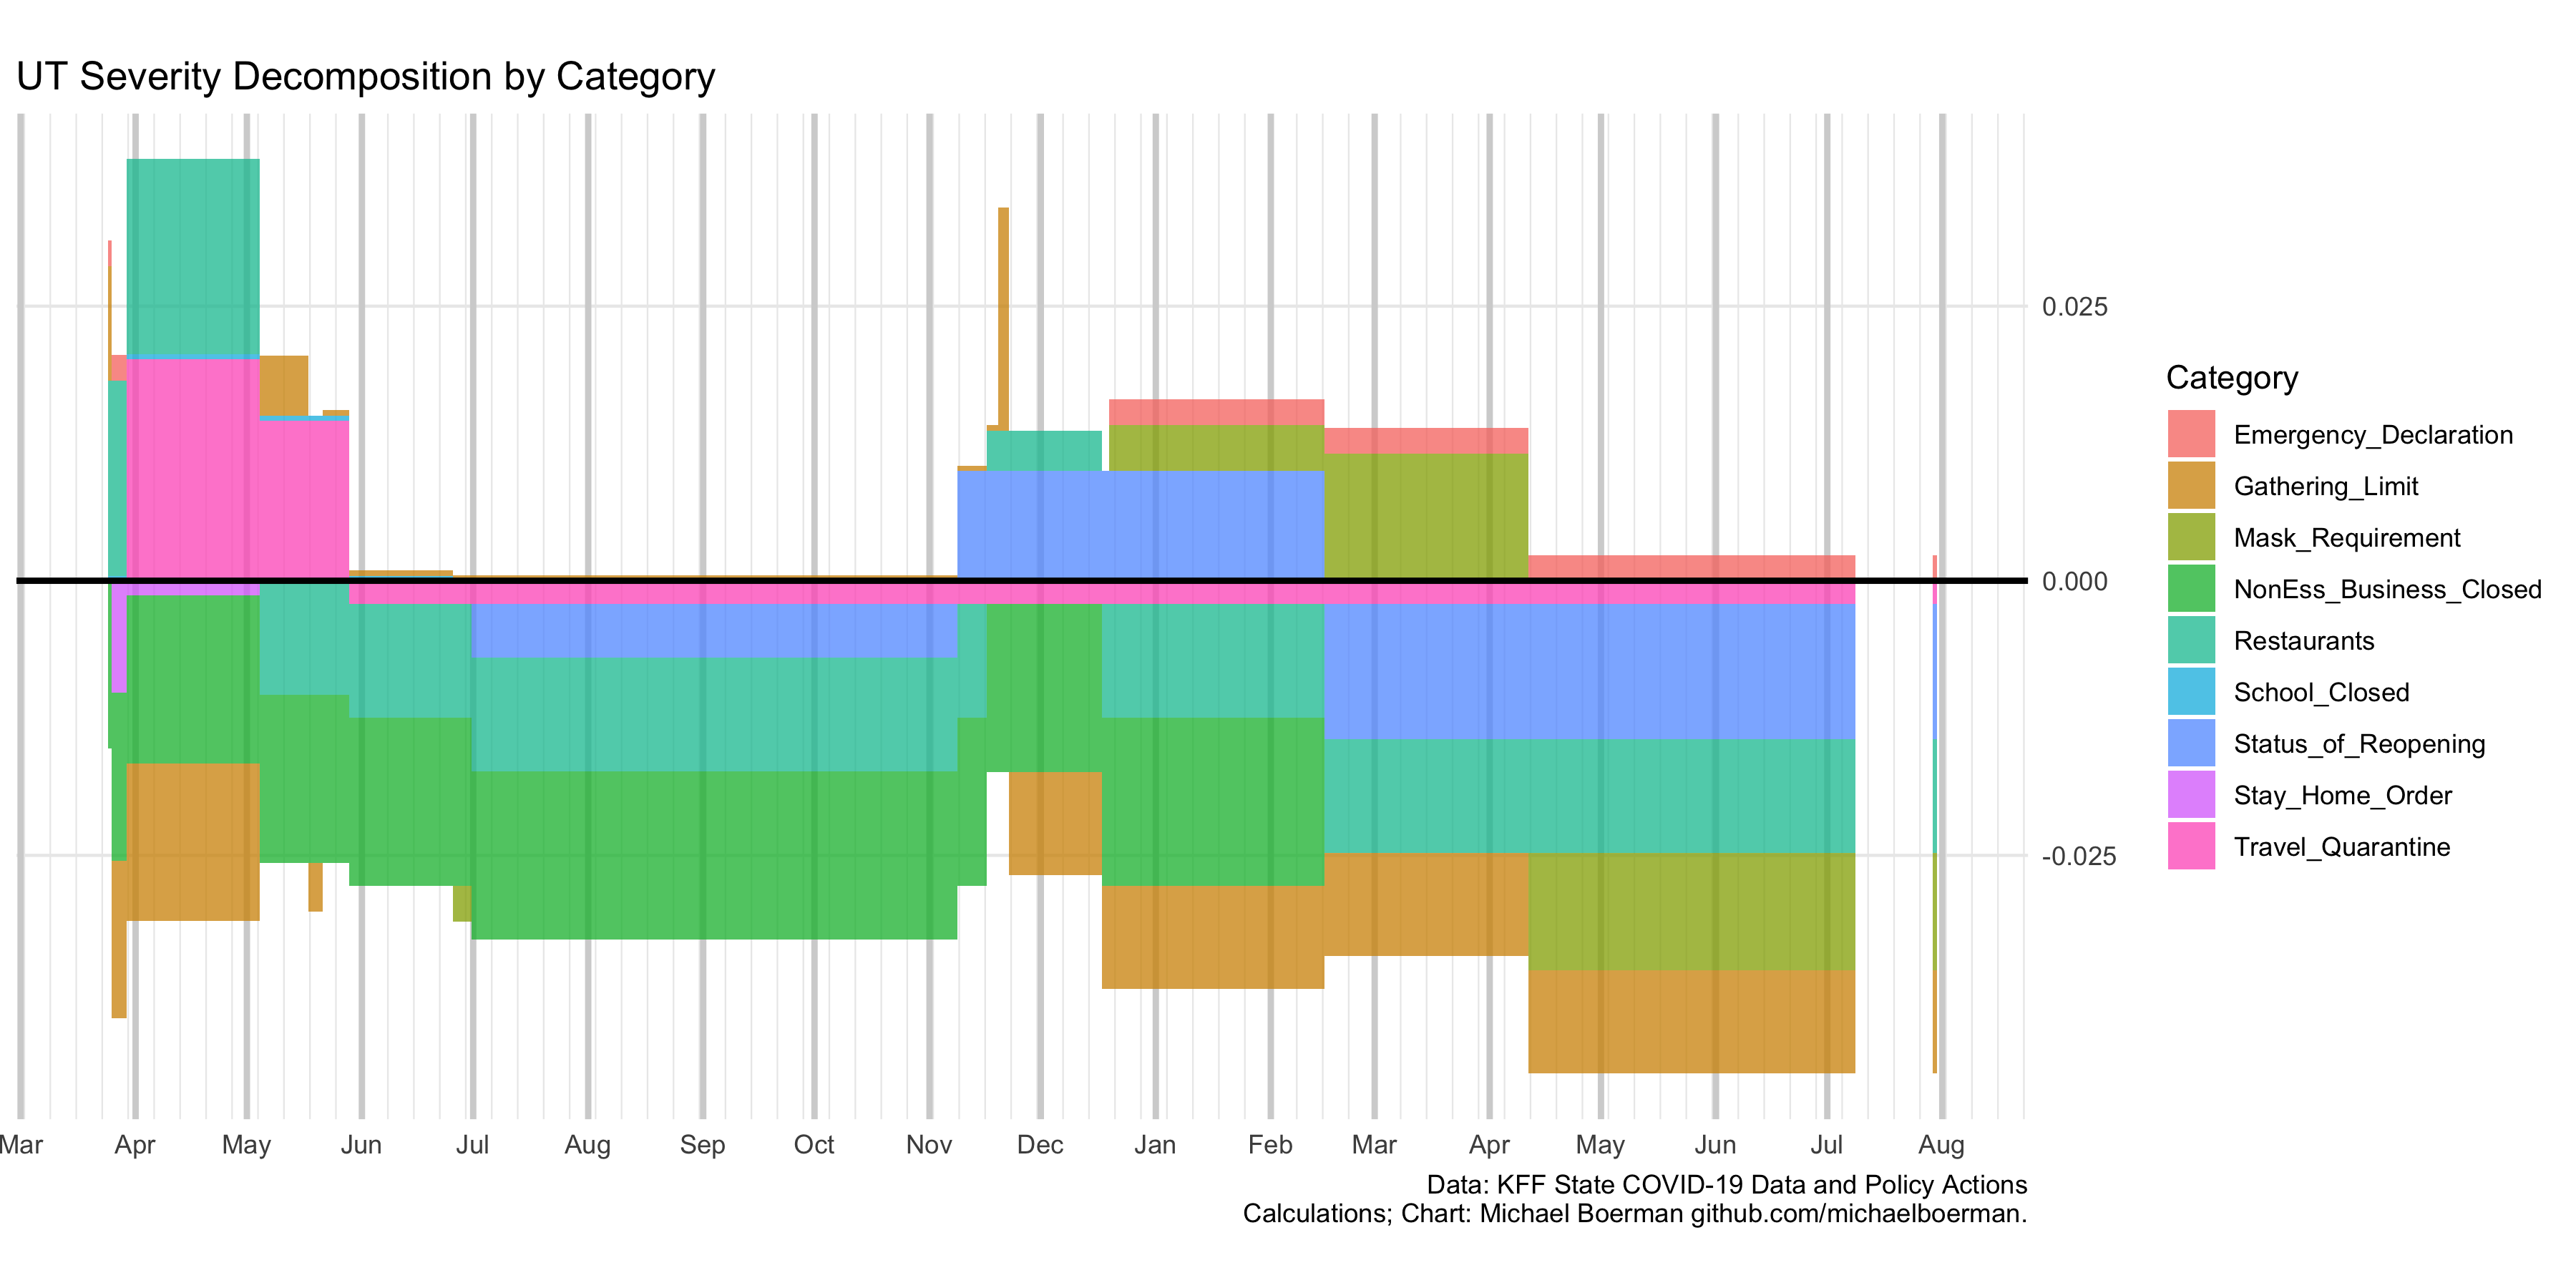 UT Severity Decomposition by Category
0.025
0.000
-0.025
Category
Emergency_Declaration
Gathering_Limit
Mask_Requirement
NonEss_Business_Closed
Restaurants
School_Closed
Status_of_Reopening
Stay_Home_Order
Travel_Quarantine
Mar Apr May Jun Jul Aug Sep Oct Nov Dec Jan Feb Mar Apr May Jun Jul Aug
Data: KFF State COVID-19 Data and Policy Actions
Calculations; Chart: Michael Boerman github.com/michaelboerman.